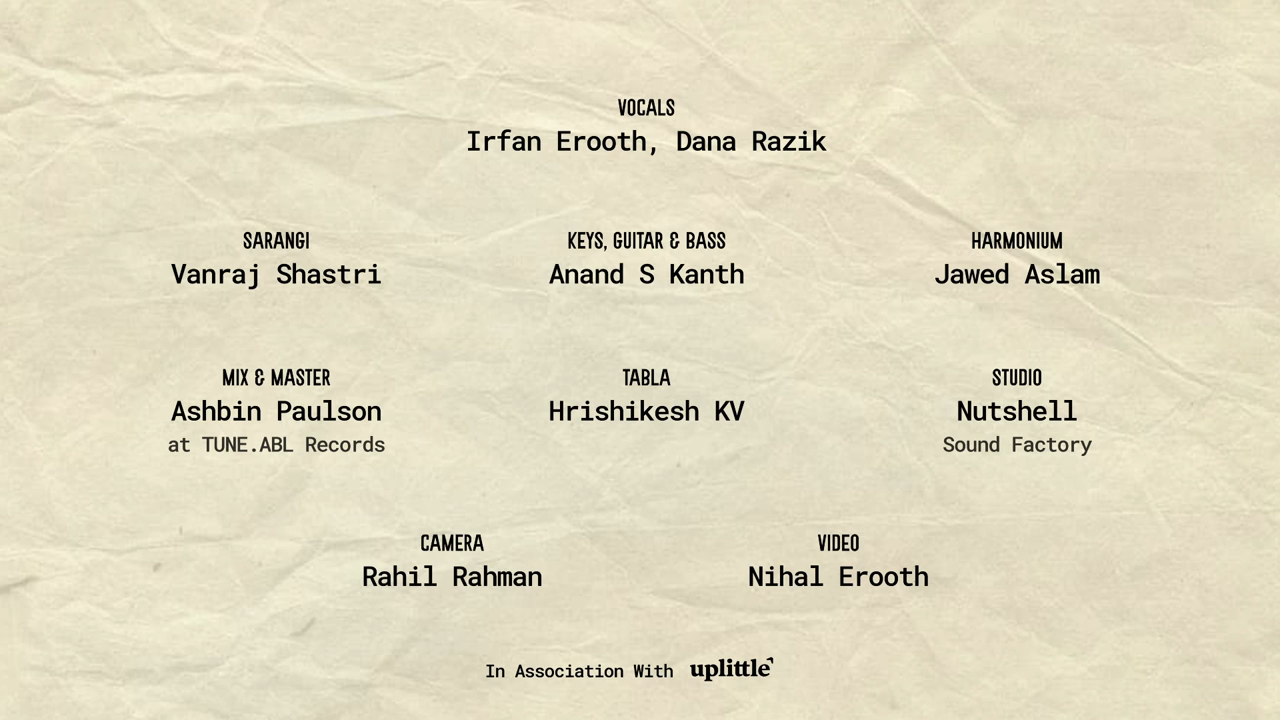 VOCALS
Irfan Erooth, Dana Razik
SARANGI
Vanraj Shastri
KEYS, GUITAR & BASS
Anand S Kanth
HARMONIUM
Jawed Aslam
MIX & MASTER
Ashbin Paulson
at TUNE.ABL Records
TABLA
Hrishikesh KV
STUDIO
Nutshell
Sound Factory
CAMERA
Rahil Rahman
VIDEO
Nihal Erooth
In Association With uplittle